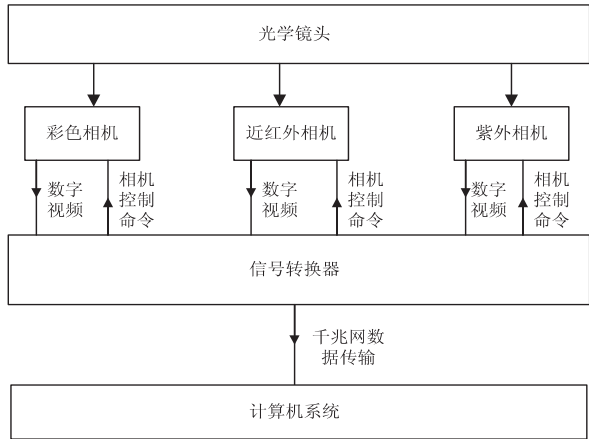 光学镜头
彩色相机
近红外相机
紫外相机
数字
视频
相机
控制
命令
数字
视频
相机
控制
命令
数字
视频
相机
控制
命令
信号转换器
千兆网数
据传输
计算机系统